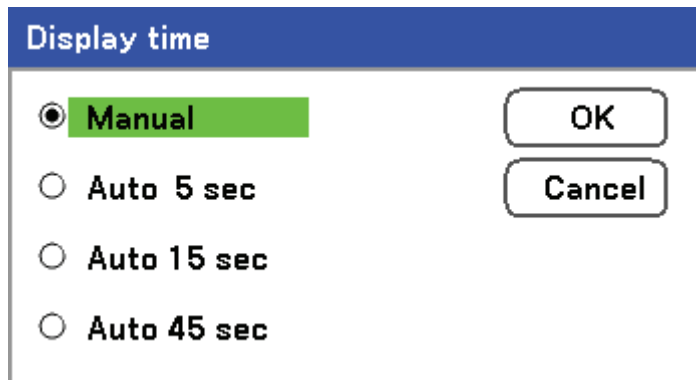 Display time
Manual
OK
Auto 5 sec
Cancel
Auto 15 sec
Auto 45 sec